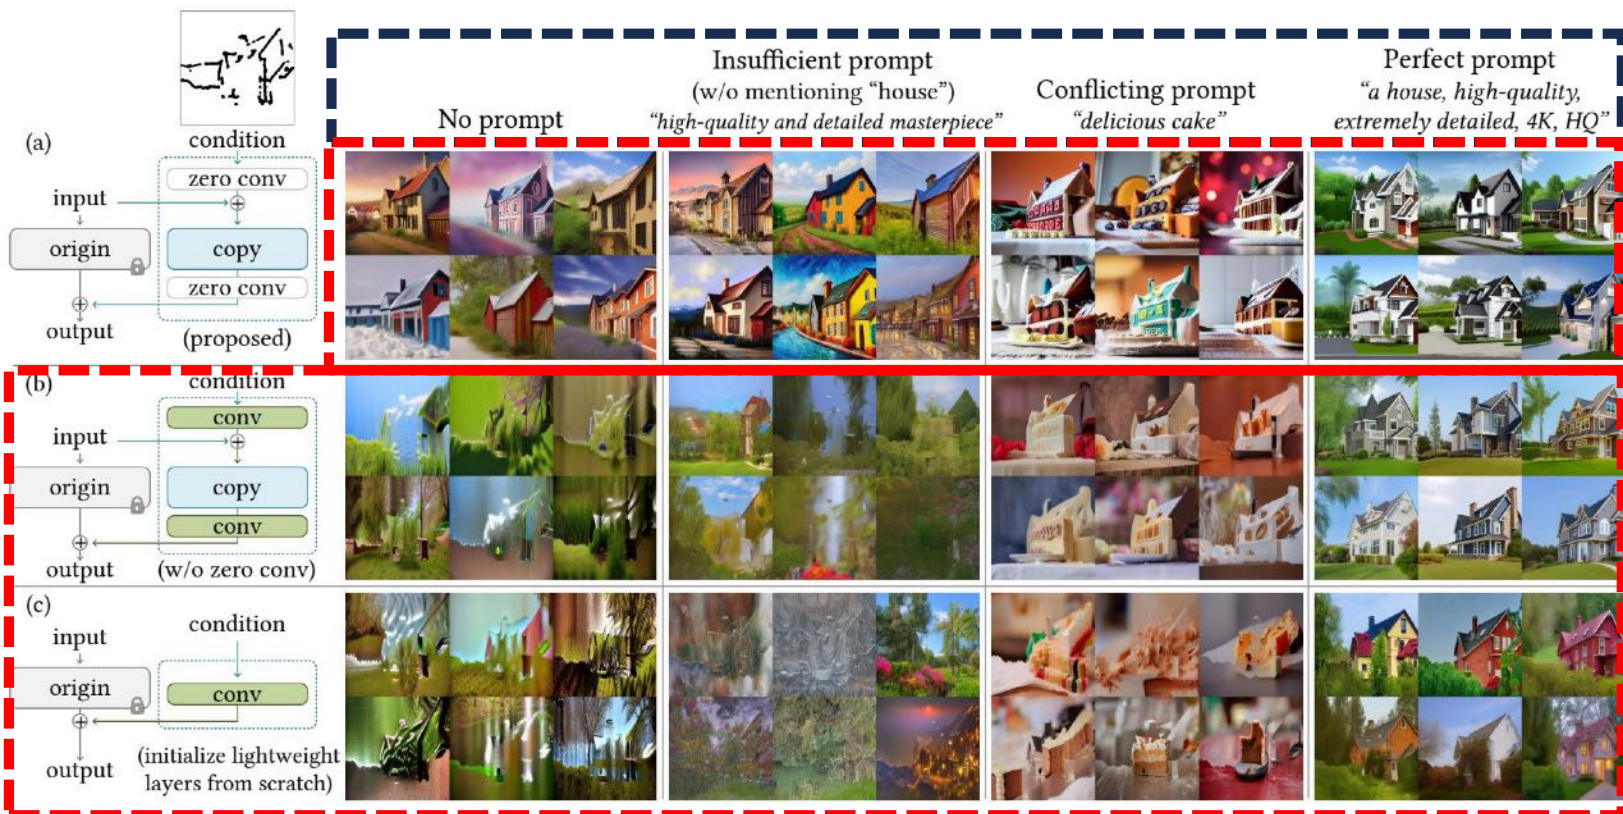 No prompt
Insufficient prompt
(w/o mentioning “house”)
“high-quality and detailed masterpiece”
Conflicting prompt
“delicious cake”
Perfect prompt
“a house, high-quality,
extremely detailed, 4K, HQ”
(a)
condition
zero conv
input
origin
copy
zero conv
output
(proposed)
(b)
condition
conv
input
origin
copy
conv
output
(w/o zero conv)
(c)
input
condition
origin
conv
output
(initialize lightweight
layers from scratch)